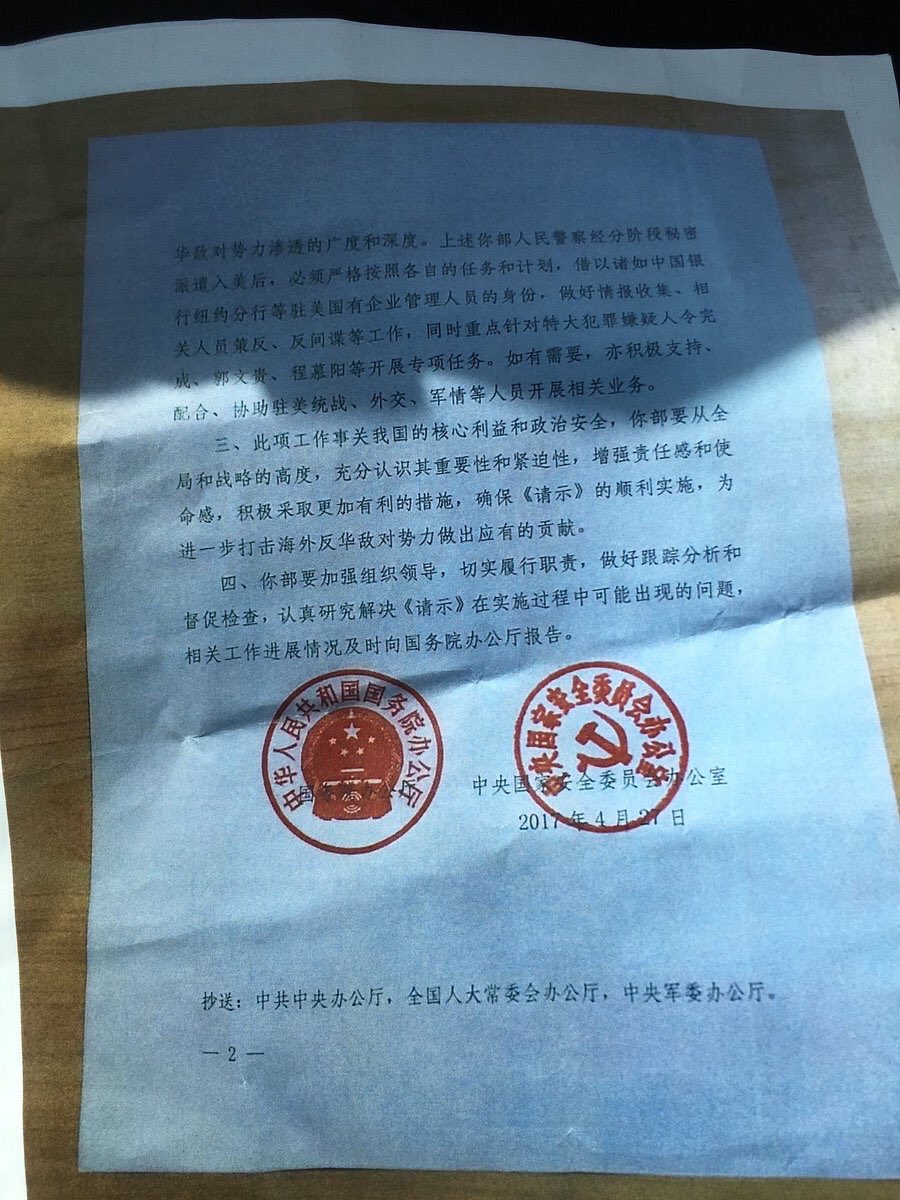 华敌对势力渗透的广度和深度。上述你部人民警察经分阶段秘密
派遣入美后，必须严格按照各自的任务和计划，借以诸如中国银
行纽约分行等驻美国有企业管理人员的身份，做好情报收集、相
关人员策反、反间谍等工作，同时重点针对特大犯罪嫌疑人令完
成、郭文贵、程慕阳等开展专项任务。如有需要，亦积极支持、
配合、协助驻美统战、外交、军情等人员开展相关业务。
三、此项工作事关我国的核心利益和政治安全，你部要从全
局和战略的高度，充分认识其重要性和紧迫性，增强责任感和使
命感，积极采取更加有利的措施，确保《请示》的顺利实施，为
进一步打击海外反华敌对势力做出应有的贡献。
四、你部要加强组织领导，切实履行职责，做好跟踪分析和
督促检查，认真研究解决《请示》在实施过程中可能出现的问题，
相关工作进展情况及时向国务院办公厅报告。
中华人民共和国国务院办公厅
中央国家安全委员会办公室
国务院办公厅
中央国家安全委员会办公室
2017年4月27日
抄送：中共中央办公厅，全国人大常委会办公厅，中央军委办公厅。
— 2 —